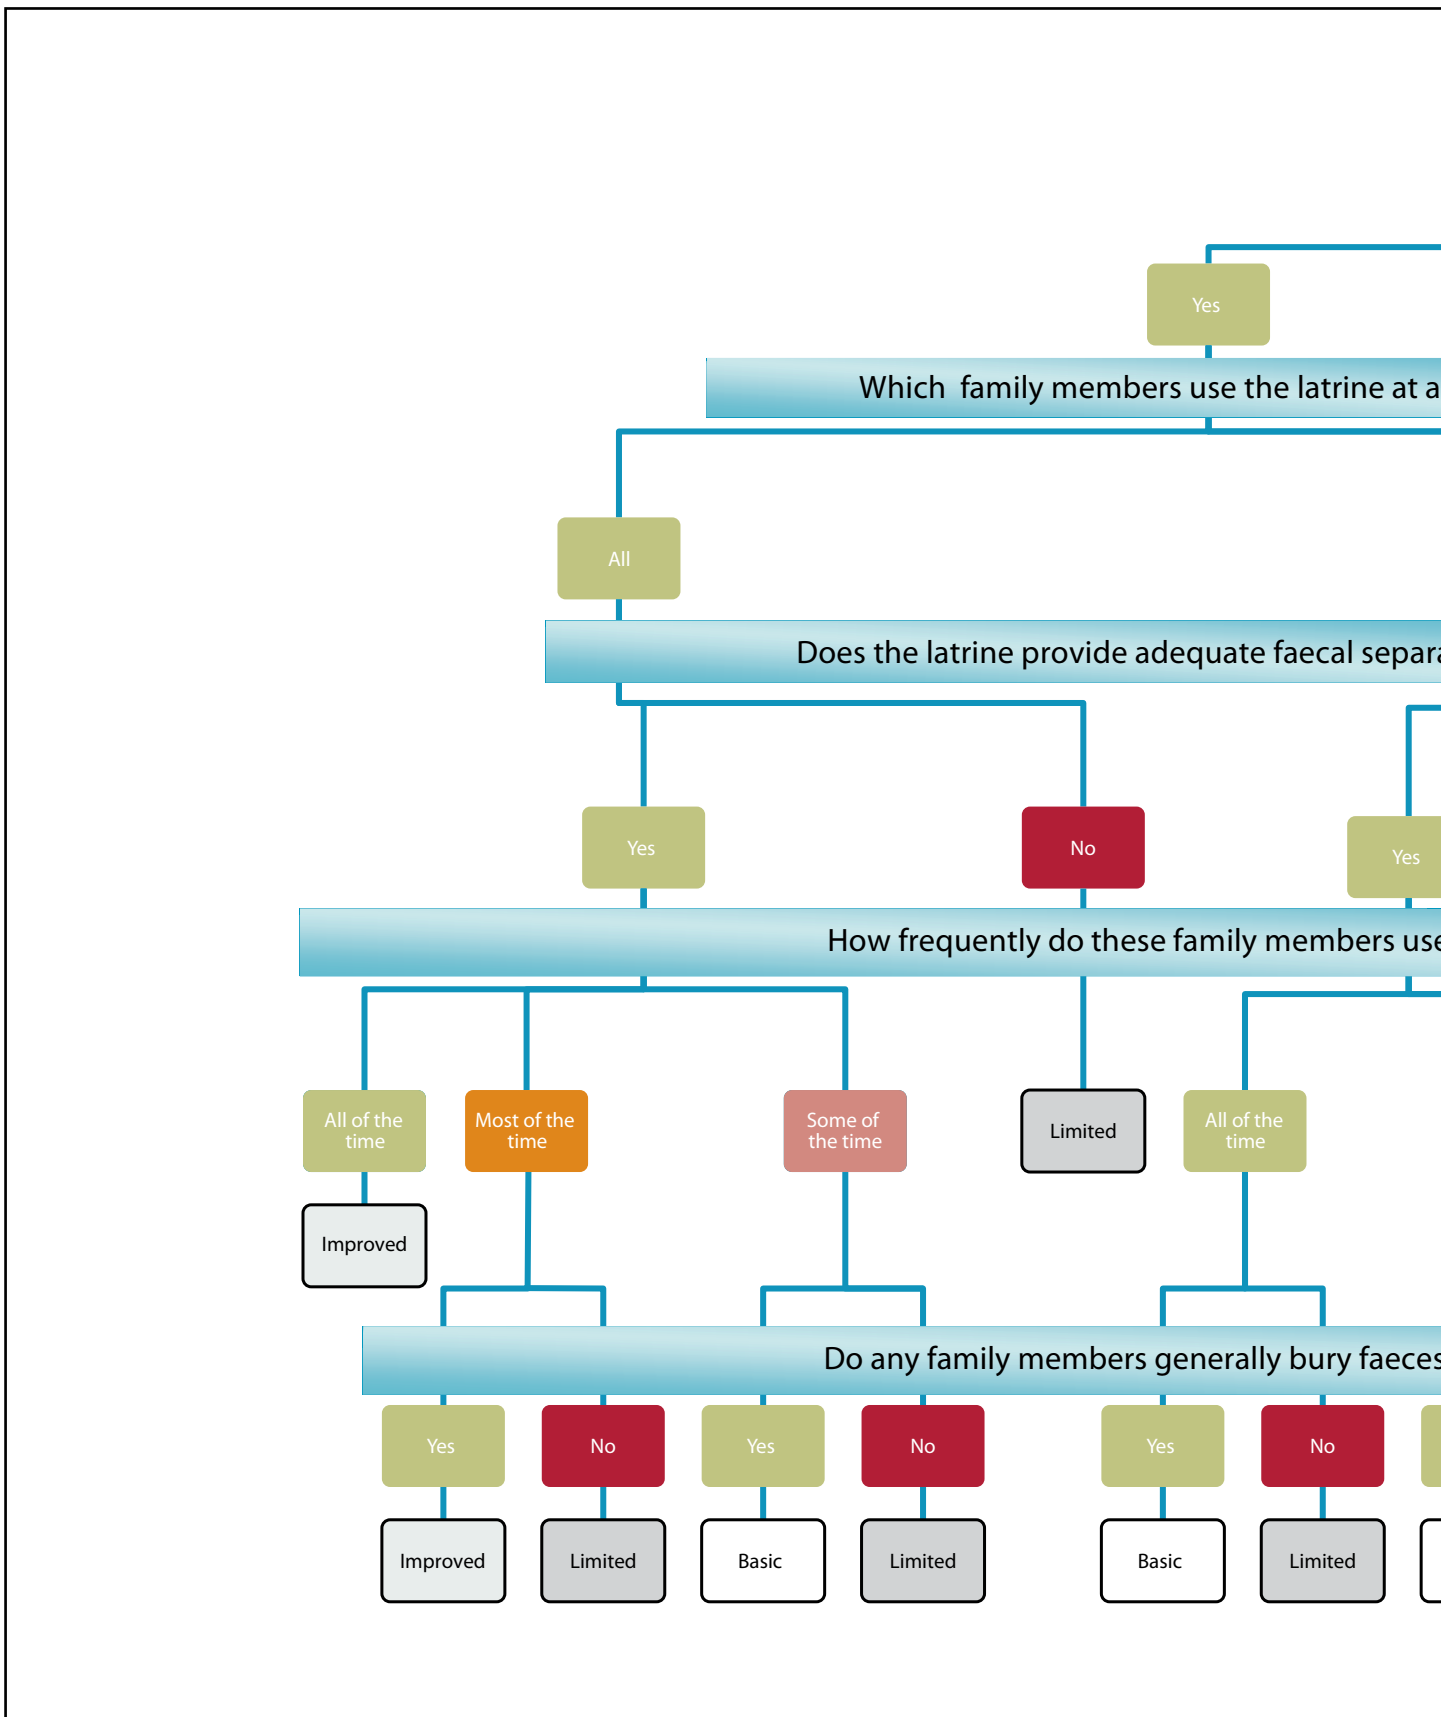 Yes
Which family members use the latrine at a
All
Does the latrine provide adequate faecal separa
Yes
No
Yes
How frequently do these family members use
All of the
time
Most of the
time
Some of
the time
Limited
All of the
time
Improved
Do any family members generally bury faeces
Yes
No
Yes
No
Yes
No
Improved
Limited
Basic
Limited
Basic
Limited